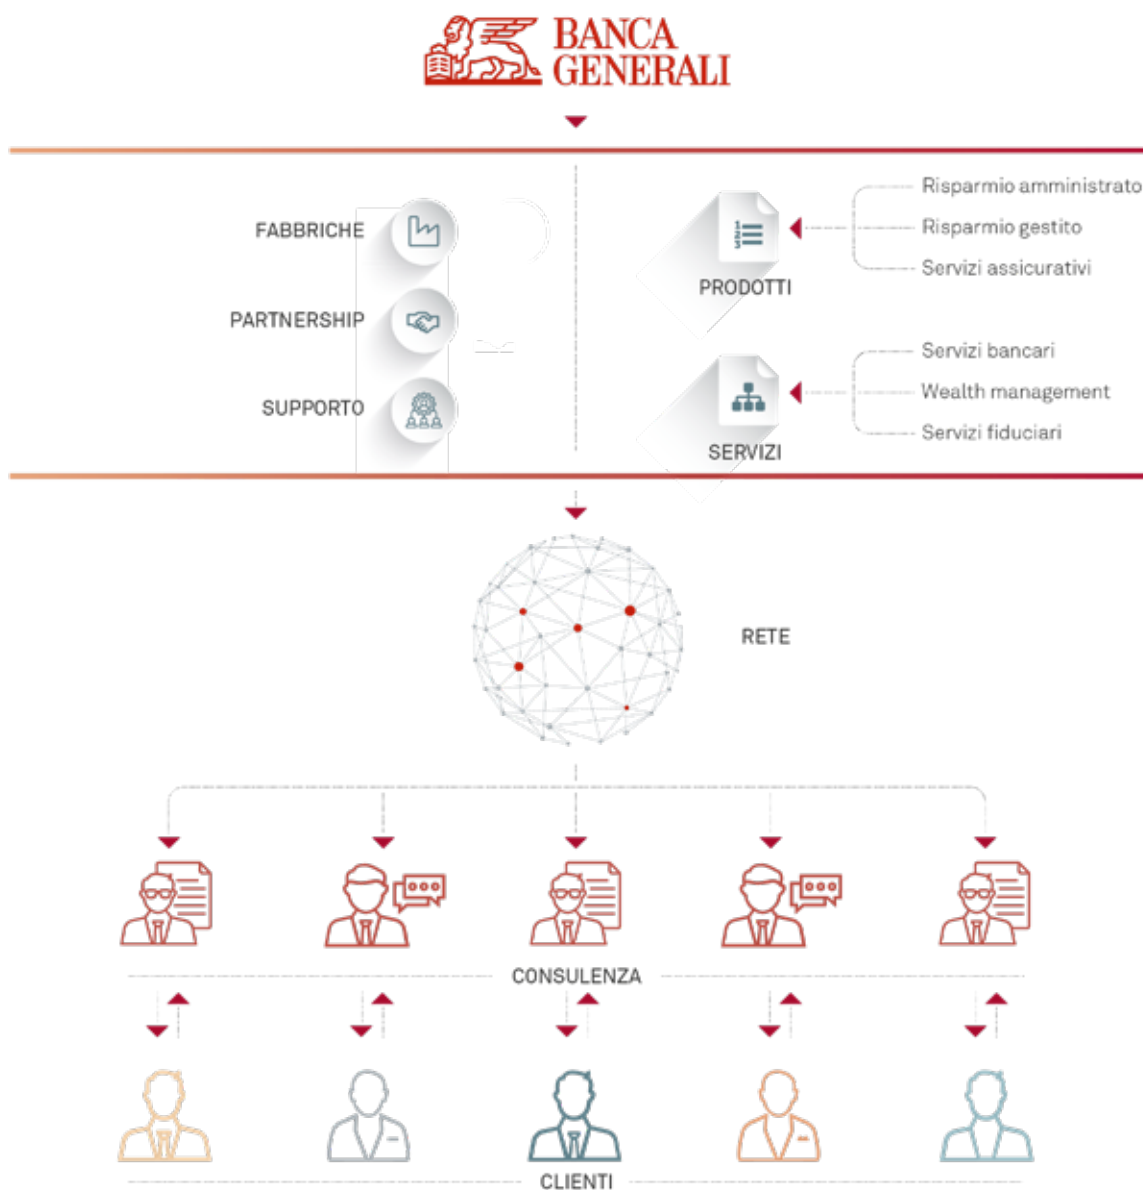 BANCA
GENERALI
FABBRICHE
PARTNERSHIP
SUPPORTO
PRODOTTI
Risparmio amministrato
Risparmio gestito
Servizi assicurativi
SERVIZI
Servizi bancari
Wealth management
Servizi fiduciari
RETE
CONSULENZA
CLIENTI